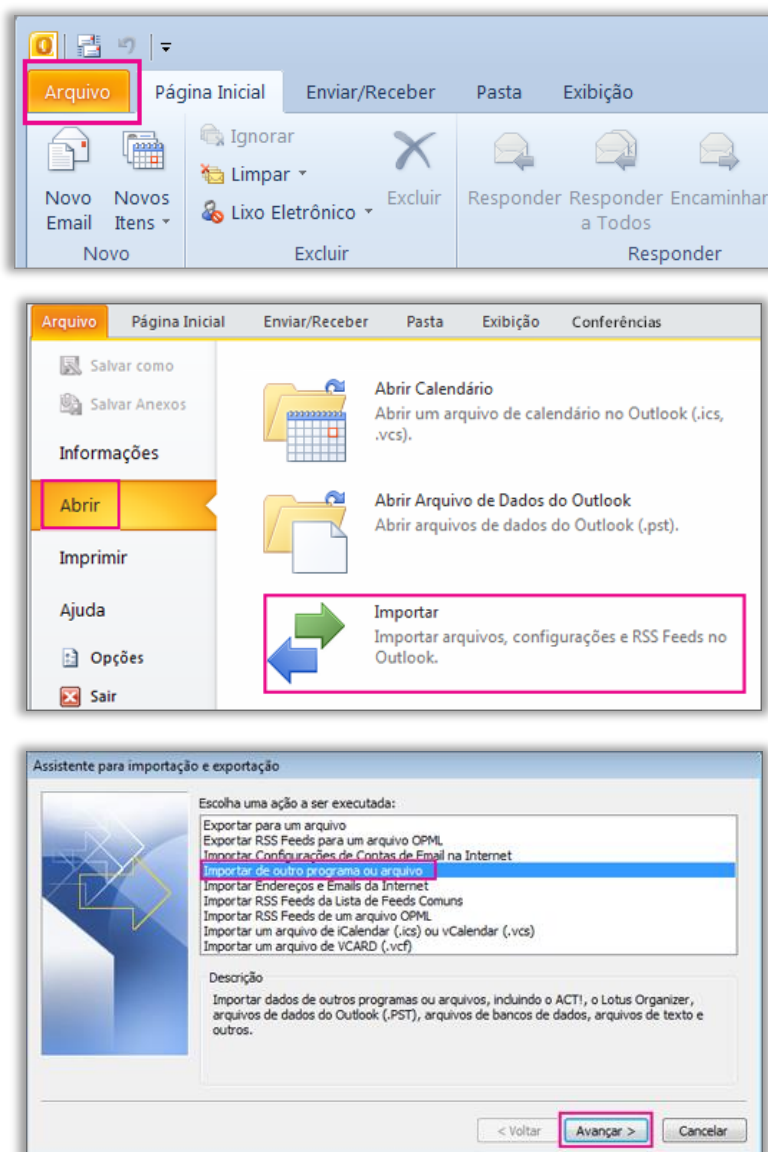 Arquivo Página Inicial Enviar/Receber Pasta Exibição
Ignorar
Limpar
Lixo Eletrônico
Novo Email
Novos Itens
Excluir
Responder
Responder a Todos
Encaminhar
Novo Excluir Responder
Arquivo Página Inicial Enviar/Receber Pasta Exibição Conferências
Salvar como
Salvar Anexos
Informações
Abrir
Imprimir
Ajuda
Opções
Sair
Abrir Calendário
Abrir um arquivo de calendário no Outlook (.ics,
.vcs).
Abrir Arquivo de Dados do Outlook
Abrir arquivos de dados do Outlook (.pst).
Importar
Importar arquivos, configurações e RSS Feeds no
Outlook.
Assistente para importação e exportação
Escolha uma ação a ser executada:
Exportar para um arquivo
Exportar RSS Feeds para um arquivo OPML
Importar Configurações de Contas de Email na Internet
Importar de outro programa ou arquivo
Importar Endereços e Emails da Internet
Importar RSS Feeds da Lista de Feeds Comuns
Importar RSS Feeds de um arquivo OPML
Importar um arquivo de iCalendar (.ics) ou vCalendar (.vcs)
Importar um arquivo de VCARD (.vcf)
Descrição
Importar dados de outros programas ou arquivos, incluindo o ACT!, o Lotus Organizer,
arquivos de dados do Outlook (.PST), arquivos de bancos de dados, arquivos de texto e
outros.
< Voltar Avançar > Cancelar